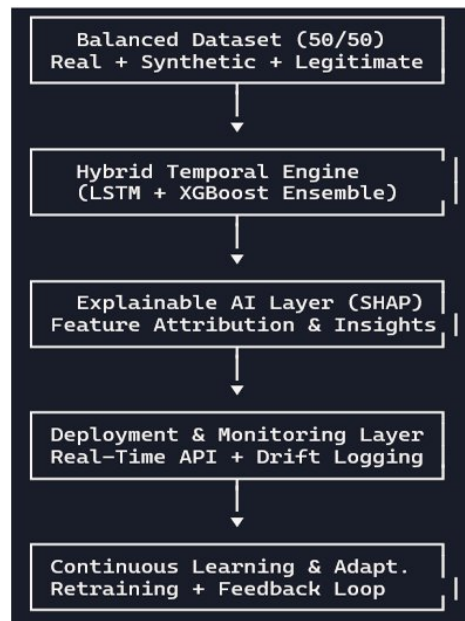 Balanced Dataset (50/50)
Real + Synthetic + Legitimate
Hybrid Temporal Engine
(LSTM + XGBoost Ensemble)
Explainable AI Layer (SHAP)
Feature Attribution & Insights
Deployment & Monitoring Layer
Real-Time API + Drift Logging
Continuous Learning & Adapt.
Retraining + Feedback Loop